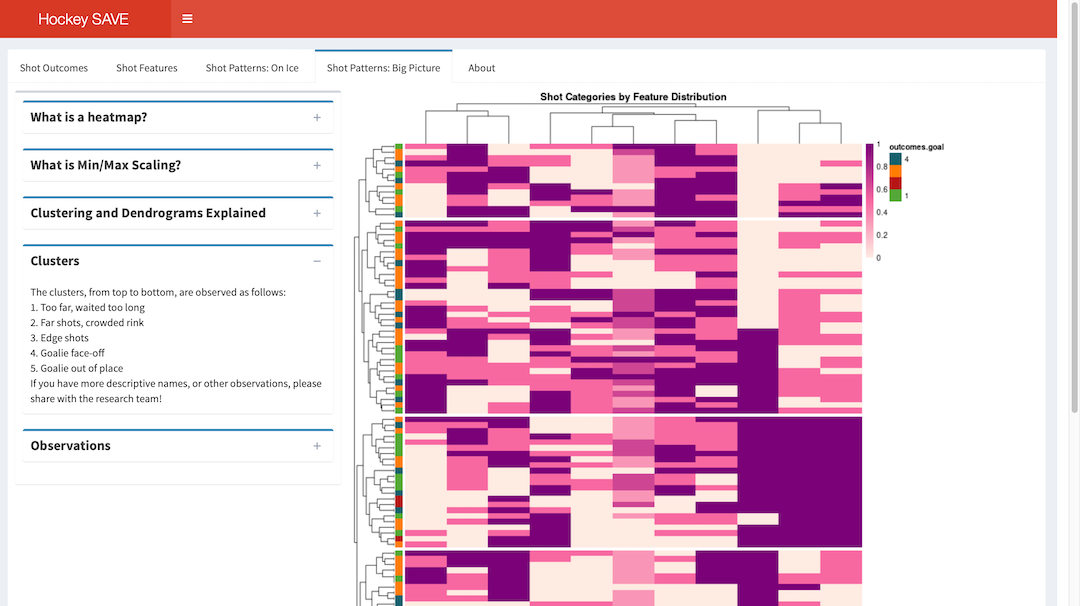 Hockey SAVE
Shot Outcomes
Shot Features
Shot Patterns: On Ice
Shot Patterns: Big Picture
About
What is a heatmap?
What is Min/Max Scaling?
Clustering and Dendrograms Explained
Clusters
The clusters, from top to bottom, are observed as follows:
1. Too far, waited too long
2. Far shots, crowded rink
3. Edge shots
4. Goalie face-off
5. Goalie out of place
If you have more descriptive names, or other observations, please
share with the research team!
Observations
Shot Categories by Feature Distribution
1
0.8
0.6
0.4
0.2
0
outcomes.goal
4
1